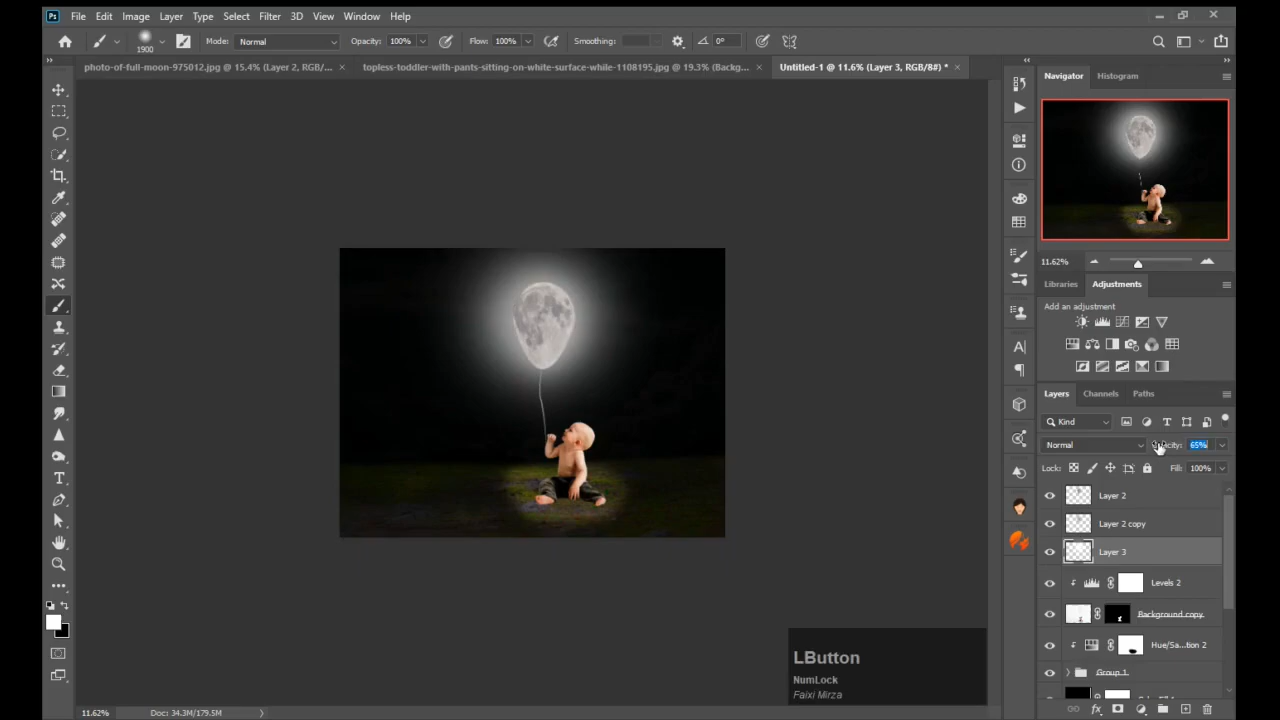 Ps File Edit Image Layer Type Select Filter 3D View Window Help
1900 Mode: Normal Opacity: 100% Flow: 100% Smoothing: 0°
photo-of-full-moon-975012.jpg @ 15.4% (Layer 2, RGB/... × topless-toddler-with-pants-sitting-on-white-surface-while-1108195.jpg @ 19.3% (Backg... × Untitled-1 @ 11.6% (Layer 3, RGB/8#) * ×
Navigator Histogram
11.62%
Libraries Adjustments
Add an adjustment
Layers Channels Paths
Kind
Normal 65%
Lock: Fill: 100%
Layer 2
Layer 2 copy
Layer 3
Levels 2
Background copy
Hue/Sa...tion 2
Group 1
LButton
NumLock
Faixi Mirza
11.62% Doc: 34.3M/179.5M
fx